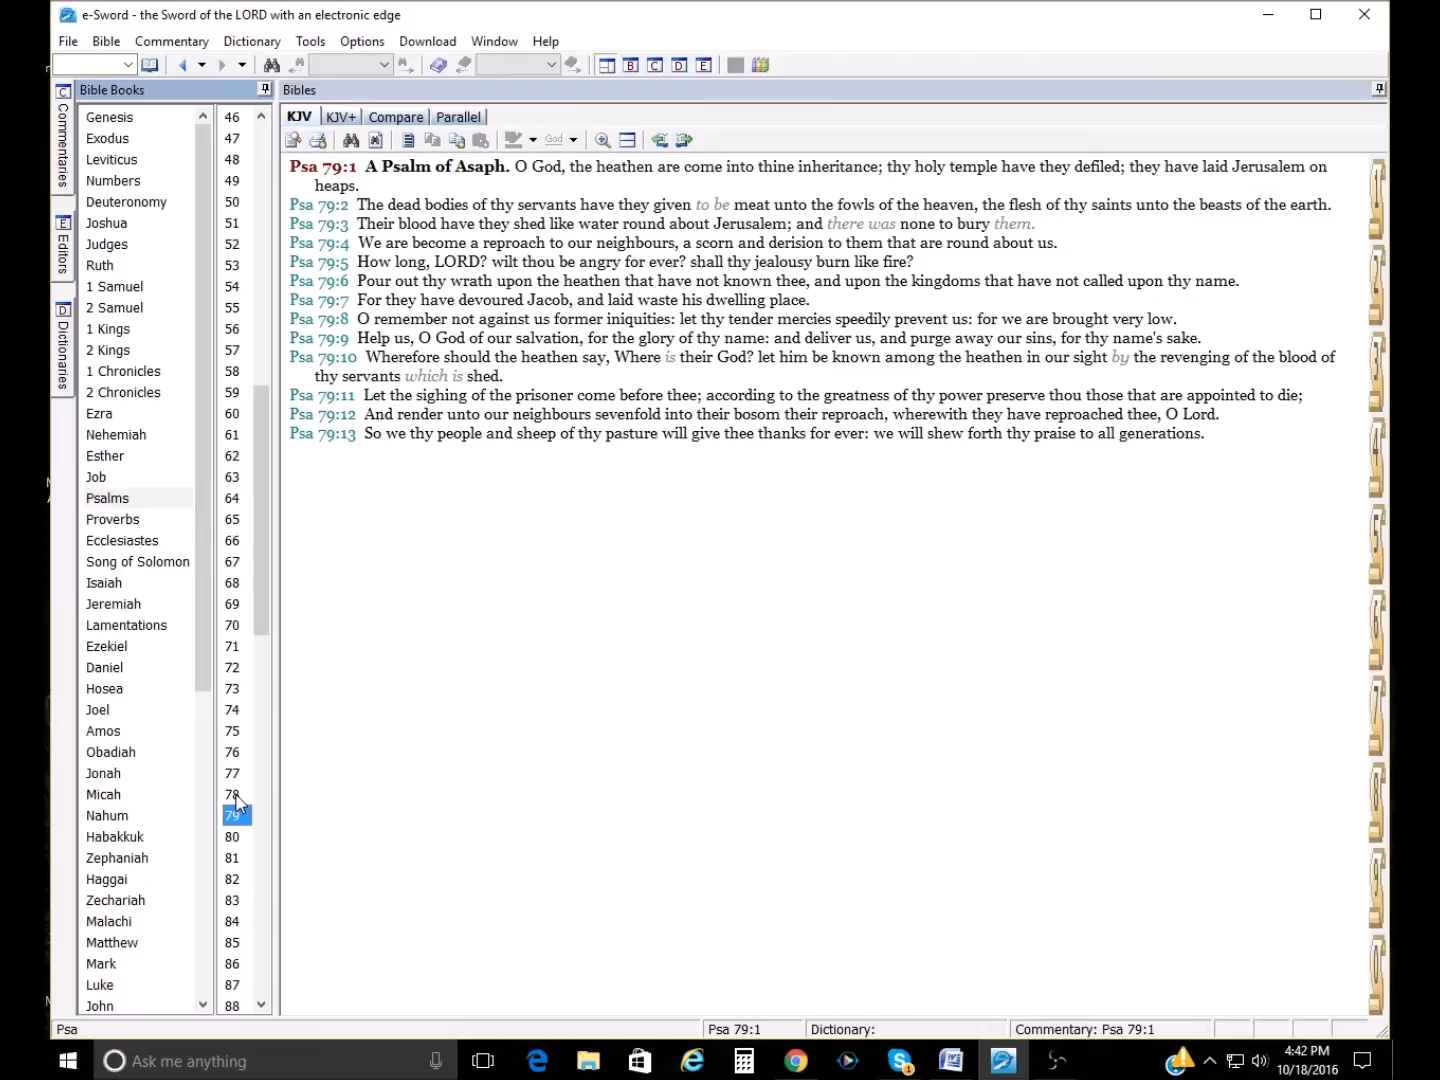 e-Sword - the Sword of the LORD with an electronic edge
File Bible Commentary Dictionary Tools Options Download Window Help
B C D E
Bible Books
Bibles
C Commentaries
E Editors
D Dictionaries
KJV KJV+ Compare Parallel
God
Genesis
Exodus
Leviticus
Numbers
Deuteronomy
Joshua
Judges
Ruth
1 Samuel
2 Samuel
1 Kings
2 Kings
1 Chronicles
2 Chronicles
Ezra
Nehemiah
Esther
Job
Psalms
Proverbs
Ecclesiastes
Song of Solomon
Isaiah
Jeremiah
Lamentations
Ezekiel
Daniel
Hosea
Joel
Amos
Obadiah
Jonah
Micah
Nahum
Habakkuk
Zephaniah
Haggai
Zechariah
Malachi
Matthew
Mark
Luke
John
46
47
48
49
50
51
52
53
54
55
56
57
58
59
60
61
62
63
64
65
66
67
68
69
70
71
72
73
74
75
76
77
78
79
80
81
82
83
84
85
86
87
88
Psa 79:1 A Psalm of Asaph. O God, the heathen are come into thine inheritance; thy holy temple have they defiled; they have laid Jerusalem on
heaps.
Psa 79:2 The dead bodies of thy servants have they given to be meat unto the fowls of the heaven, the flesh of thy saints unto the beasts of the earth.
Psa 79:3 Their blood have they shed like water round about Jerusalem; and there was none to bury them.
Psa 79:4 We are become a reproach to our neighbours, a scorn and derision to them that are round about us.
Psa 79:5 How long, LORD? wilt thou be angry for ever? shall thy jealousy burn like fire?
Psa 79:6 Pour out thy wrath upon the heathen that have not known thee, and upon the kingdoms that have not called upon thy name.
Psa 79:7 For they have devoured Jacob, and laid waste his dwelling place.
Psa 79:8 O remember not against us former iniquities: let thy tender mercies speedily prevent us: for we are brought very low.
Psa 79:9 Help us, O God of our salvation, for the glory of thy name: and deliver us, and purge away our sins, for thy name's sake.
Psa 79:10 Wherefore should the heathen say, Where is their God? let him be known among the heathen in our sight by the revenging of the blood of
thy servants which is shed.
Psa 79:11 Let the sighing of the prisoner come before thee; according to the greatness of thy power preserve thou those that are appointed to die;
Psa 79:12 And render unto our neighbours sevenfold into their bosom their reproach, wherewith they have reproached thee, O Lord.
Psa 79:13 So we thy people and sheep of thy pasture will give thee thanks for ever: we will shew forth thy praise to all generations.
Psa Psa 79:1 Dictionary: Commentary: Psa 79:1
Ask me anything
4:42 PM
10/18/2016